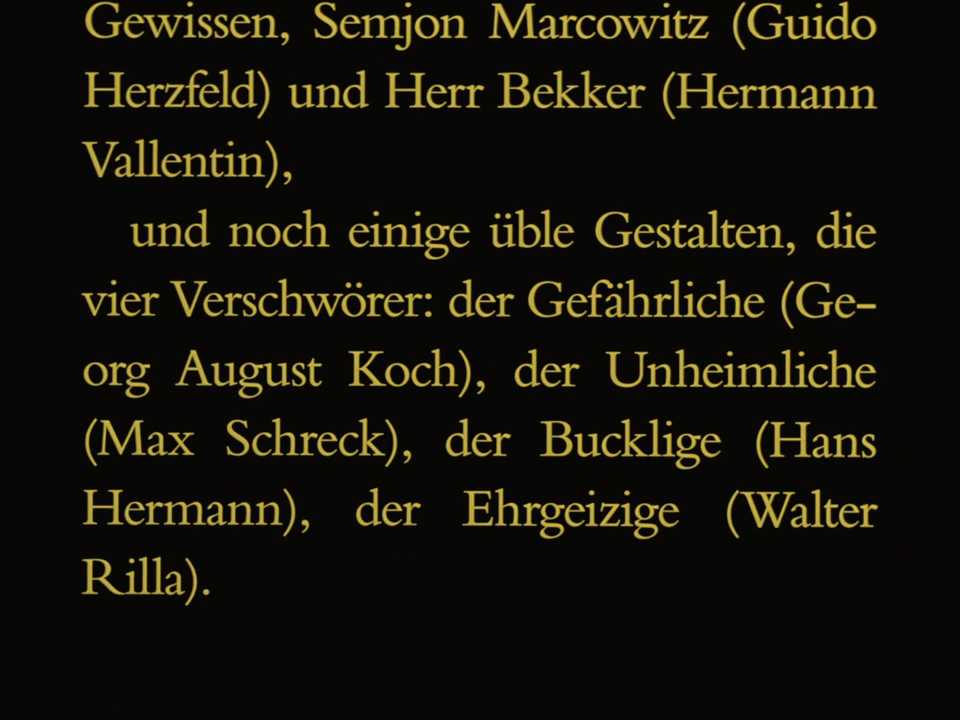 Gewissen, Semjon Marcowitz (Guido
Herzfeld) und Herr Bekker (Hermann
Vallentin),
und noch einige üble Gestalten, die
vier Verschwörer: der Gefährliche (Ge-
org August Koch), der Unheimliche
(Max Schreck), der Bucklige (Hans
Hermann), der Ehrgeizige (Walter
Rilla).